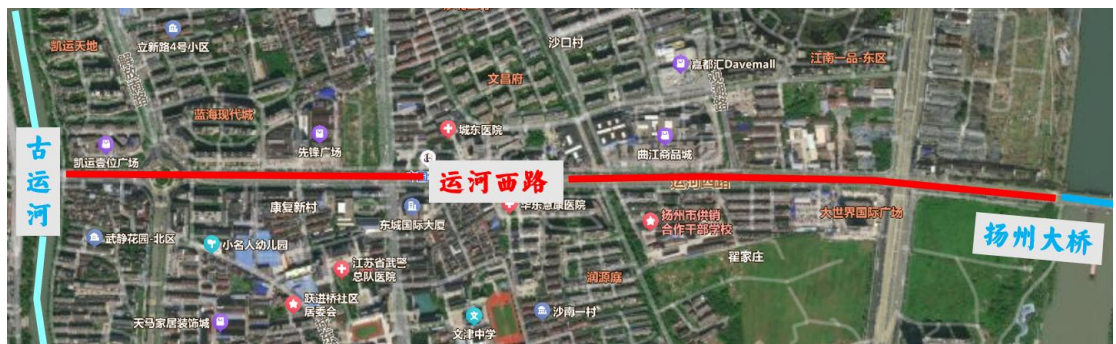 凯运天地
立新路4号小区
沙口村
嘉都汇Davemall
江南一品-东区
文昌府
蓝海现代城
凯运壹位广场
先锋广场
城东医院
曲江商品城
古运河
运河西路
运河西路
康复新村
东城国际大厦
华东慧康医院
扬州市供销
合作干部学校
大世界国际广场
扬州大桥
武静花园-北区
小名人幼儿园
江苏省武警
总队医院
翟家庄
润源庭
跃进桥社区
居委会
天马家居装饰城
文津中学
沙南一村